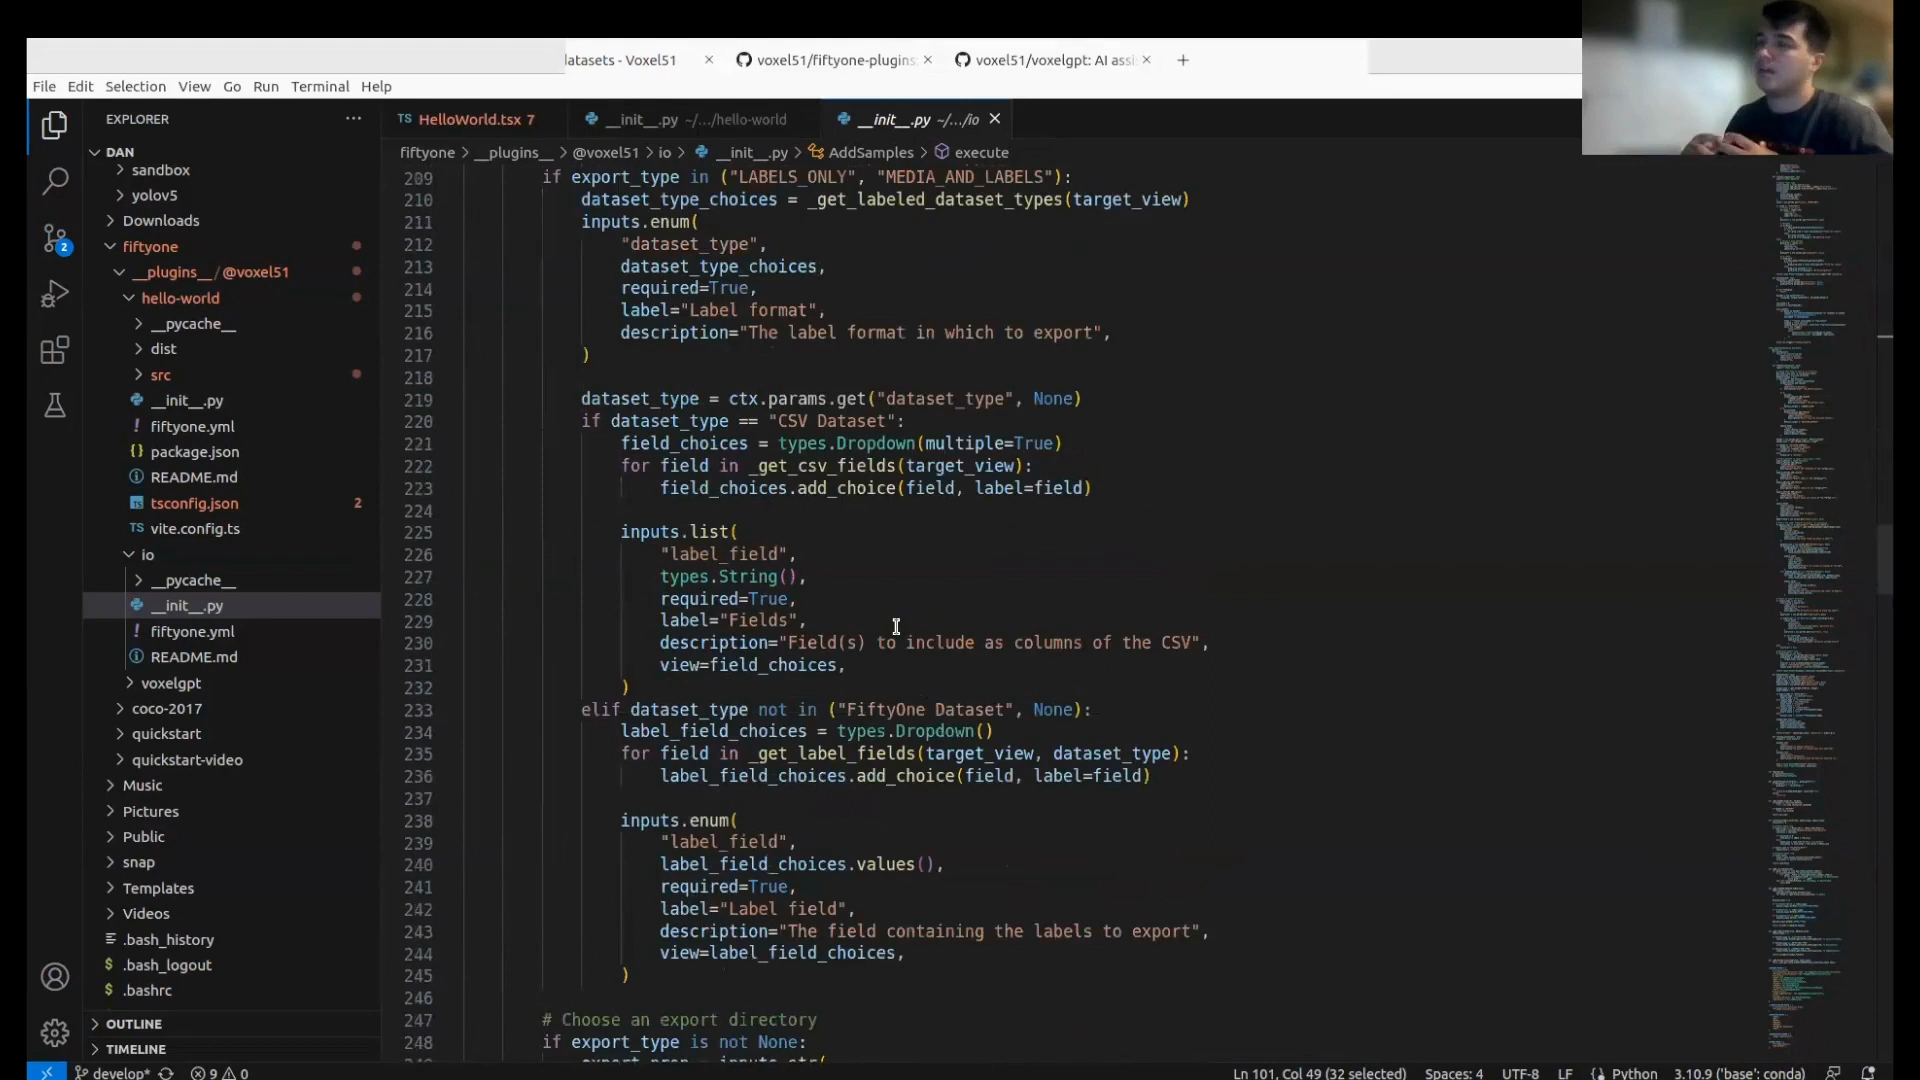 atasets - Voxel51 × voxel51/fiftyone-plugins: × voxel51/voxelgpt: AI assi: × +
File Edit Selection View Go Run Terminal Help
EXPLORER ...
TS HelloWorld.tsx 7 __init__.py ~/.../hello-world __init__.py ~/.../io ×
DAN
fiftyone > __plugins__ > @voxel51 > io > __init__.py > AddSamples > execute
sandbox
yolov5
Downloads
fiftyone
__plugins__ / @voxel51
hello-world
__pycache__
dist
src
__init__.py
! fiftyone.yml
{} package.json
README.md
tsconfig.json 2
TS vite.config.ts
io
__pycache__
__init__.py
! fiftyone.yml
README.md
voxelgpt
coco-2017
quickstart
quickstart-video
Music
Pictures
Public
snap
Templates
Videos
.bash_history
$ .bash_logout
$ .bashrc
OUTLINE
TIMELINE
2
209 if export_type in ("LABELS_ONLY", "MEDIA_AND_LABELS"):
210 dataset_type_choices = _get_labeled_dataset_types(target_view)
211 inputs.enum(
212 "dataset_type",
213 dataset_type_choices,
214 required=True,
215 label="Label format",
216 description="The label format in which to export",
217 )
218
219 dataset_type = ctx.params.get("dataset_type", None)
220 if dataset_type == "CSV Dataset":
221 field_choices = types.Dropdown(multiple=True)
222 for field in _get_csv_fields(target_view):
223 field_choices.add_choice(field, label=field)
224
225 inputs.list(
226 "label_field",
227 types.String(),
228 required=True,
229 label="Fields",
230 description="Field(s) to include as columns of the CSV",
231 view=field_choices,
232 )
233 elif dataset_type not in ("FiftyOne Dataset", None):
234 label_field_choices = types.Dropdown()
235 for field in _get_label_fields(target_view, dataset_type):
236 label_field_choices.add_choice(field, label=field)
237
238 inputs.enum(
239 "label_field",
240 label_field_choices.values(),
241 required=True,
242 label="Label field",
243 description="The field containing the labels to export",
244 view=label_field_choices,
245 )
246
247 # Choose an export directory
248 if export_type is not None:
develop* 9 0 Ln 101, Col 49 (32 selected) Spaces: 4 UTF-8 LF {} Python 3.10.9 ('base': conda)